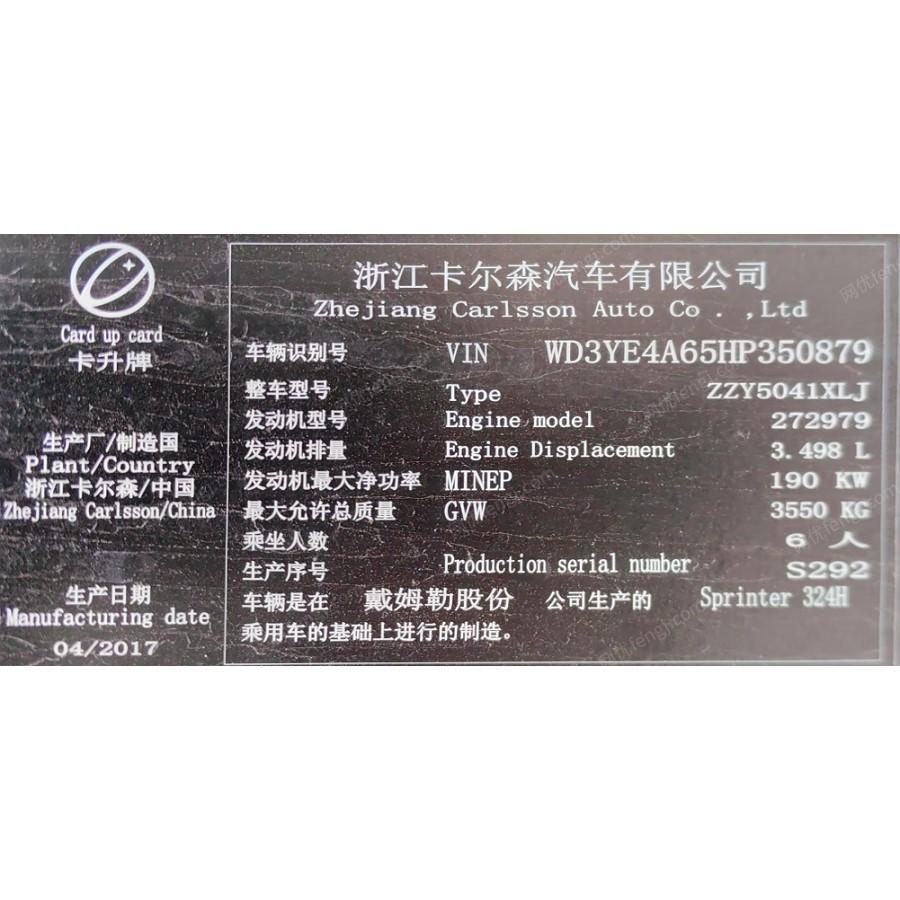 Card up card
卡升牌
生产厂/制造国
Plant/Country
浙江卡尔森/中国
Zhejiang Carlsson/China
生产日期
Manufacturing date
04/2017
浙江卡尔森汽车有限公司
Zhejiang Carlsson Auto Co . ,Ltd
车辆识别号 VIN WD3YE4A65HP350879
整车型号 Type ZZY5041XLJ
发动机型号 Engine model 272979
发动机排量 Engine Displacement 3.498 L
发动机最大净功率 MINEP 190 KW
最大允许总质量 GVW 3550 KG
乘坐人数 6 人
生产序号 Production serial number S292
车辆是在 戴姆勒股份 公司生产的 Sprinter 324H
乘用车的基础上进行的制造。